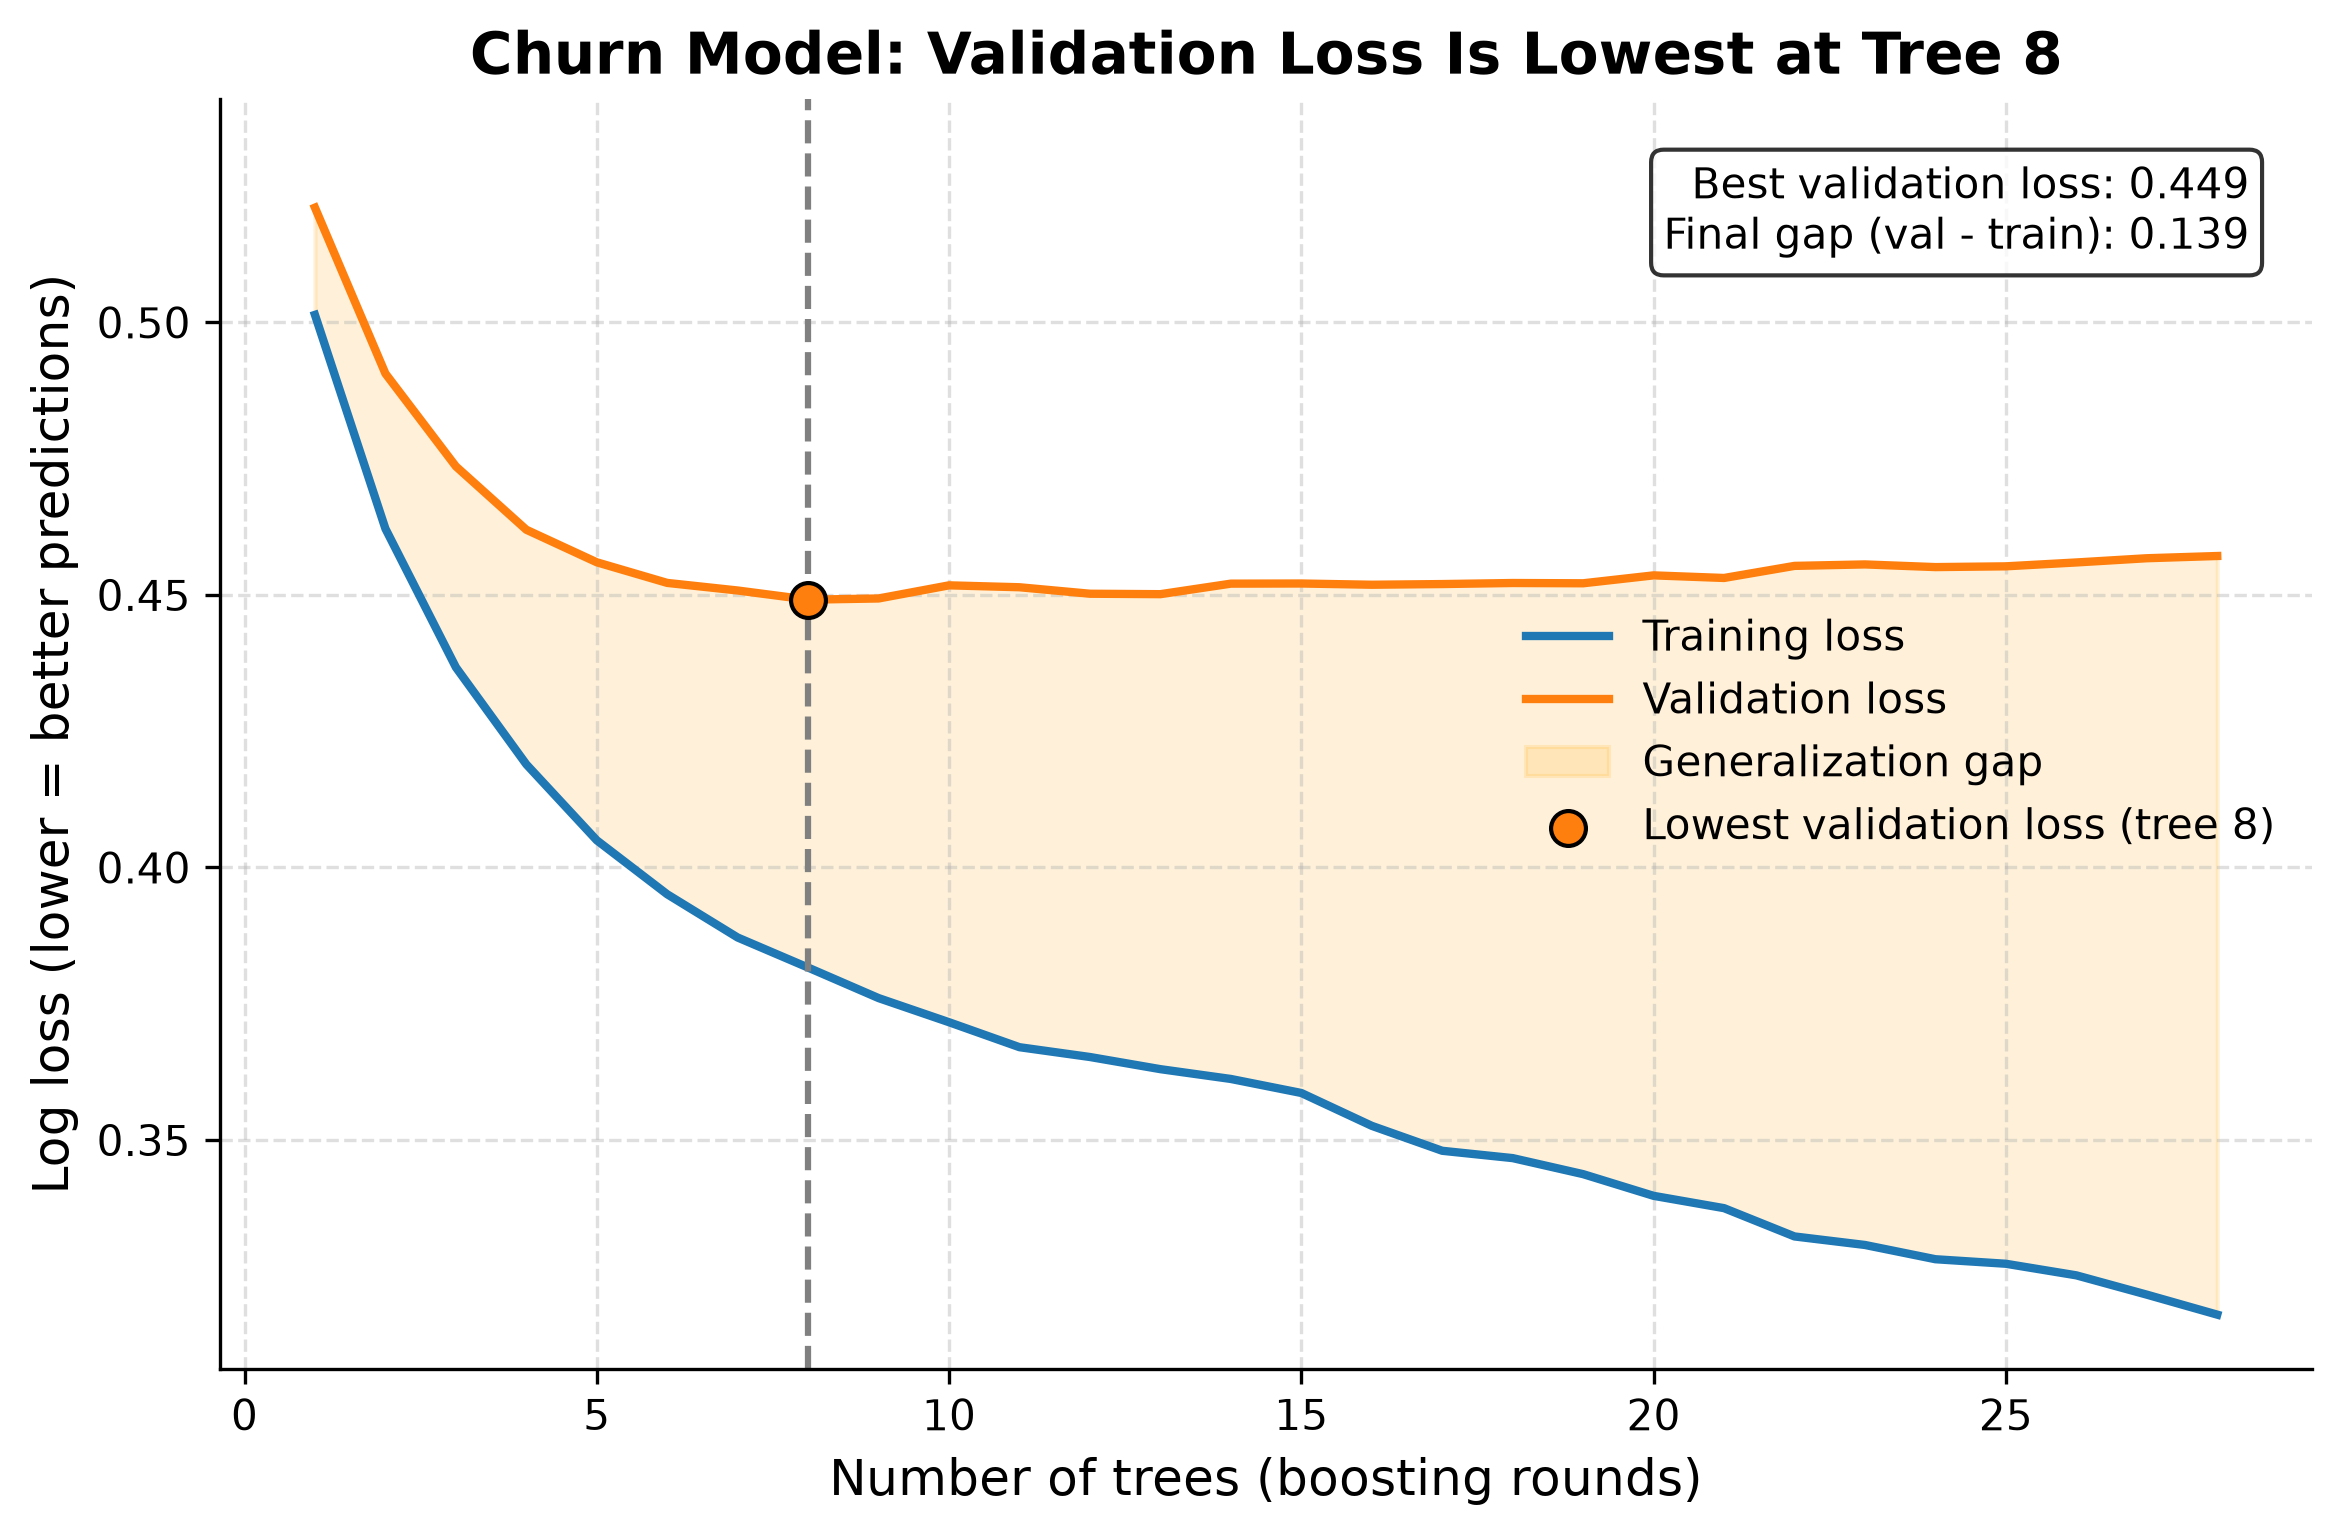 Churn Model: Validation Loss Is Lowest at Tree 8
Best validation loss: 0.449
Final gap (val - train): 0.139
Log loss (lower = better predictions)
0.50
0.45
0.40
0.35
Training loss
Validation loss
Generalization gap
Lowest validation loss (tree 8)
0 5 10 15 20 25
Number of trees (boosting rounds)